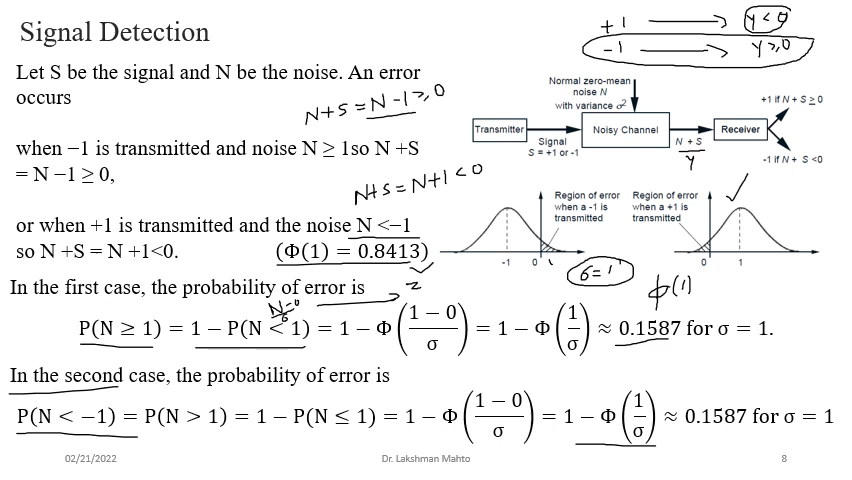 Signal Detection
+1 → y < 0
−1 → y ≥ 0
Let S be the signal and N be the noise. An error
occurs
N+S = N−1 ≥ 0
when −1 is transmitted and noise N ≥ 1so N +S
= N −1 ≥ 0,
N+S = N+1 < 0
or when +1 is transmitted and the noise N <−1
so N +S = N +1<0. (Φ(1) = 0.8413)
Normal zero-mean
noise N
with variance σ²
Transmitter
Signal
S = +1 or -1
Noisy Channel
N + S
Y
Receiver
+1 if N + S ≥ 0
-1 if N + S <0
Region of error
when a -1 is
transmitted
-1 0 1
Region of error
when a +1 is
transmitted
0 1
σ=1
φ(1)
In the first case, the probability of error is
z
N−0
σ
P(N ≥ 1) = 1 − P(N < 1) = 1 − Φ((1 − 0)/σ) = 1 − Φ(1/σ) ≈ 0.1587 for σ = 1.
In the second case, the probability of error is
P(N < −1) = P(N > 1) = 1 − P(N ≤ 1) = 1 − Φ((1 − 0)/σ) = 1 − Φ(1/σ) ≈ 0.1587 for σ = 1
02/21/2022 Dr. Lakshman Mahto 8